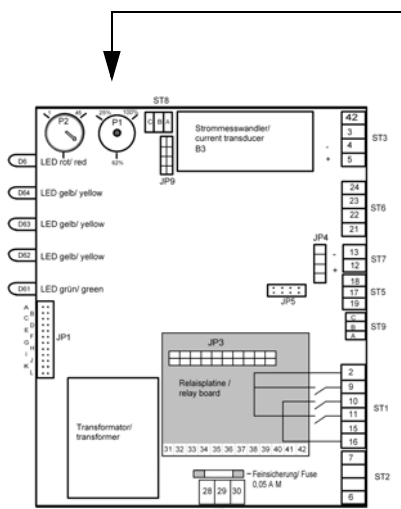 ST8
1 45
P2
25% 100%
P1
62%
C B A
JP9
Strommesswandler/
current transducer
B3
42
3
- 4
+ 5
ST3
D6 LED rot/ red
D64 LED gelb/ yellow
D63 LED gelb/ yellow
D62 LED gelb/ yellow
D61 LED grün/ green
24
23
22
21
ST6
JP4
- 13
+ 12
ST7
18
17
19
ST5
JP5
C
B
A
ST9
A
B
C
D
E
F
G
H
I
J
K
L
JP1
JP3
Relaisplatine /
relay board
31 32 33 34 35 36 37 38 39 40 41 42
2
9
10
11
15
16
ST1
Transformator/
transformer
Feinsicherung/ Fuse
0,05 A M
28 29 30
7
6
ST2